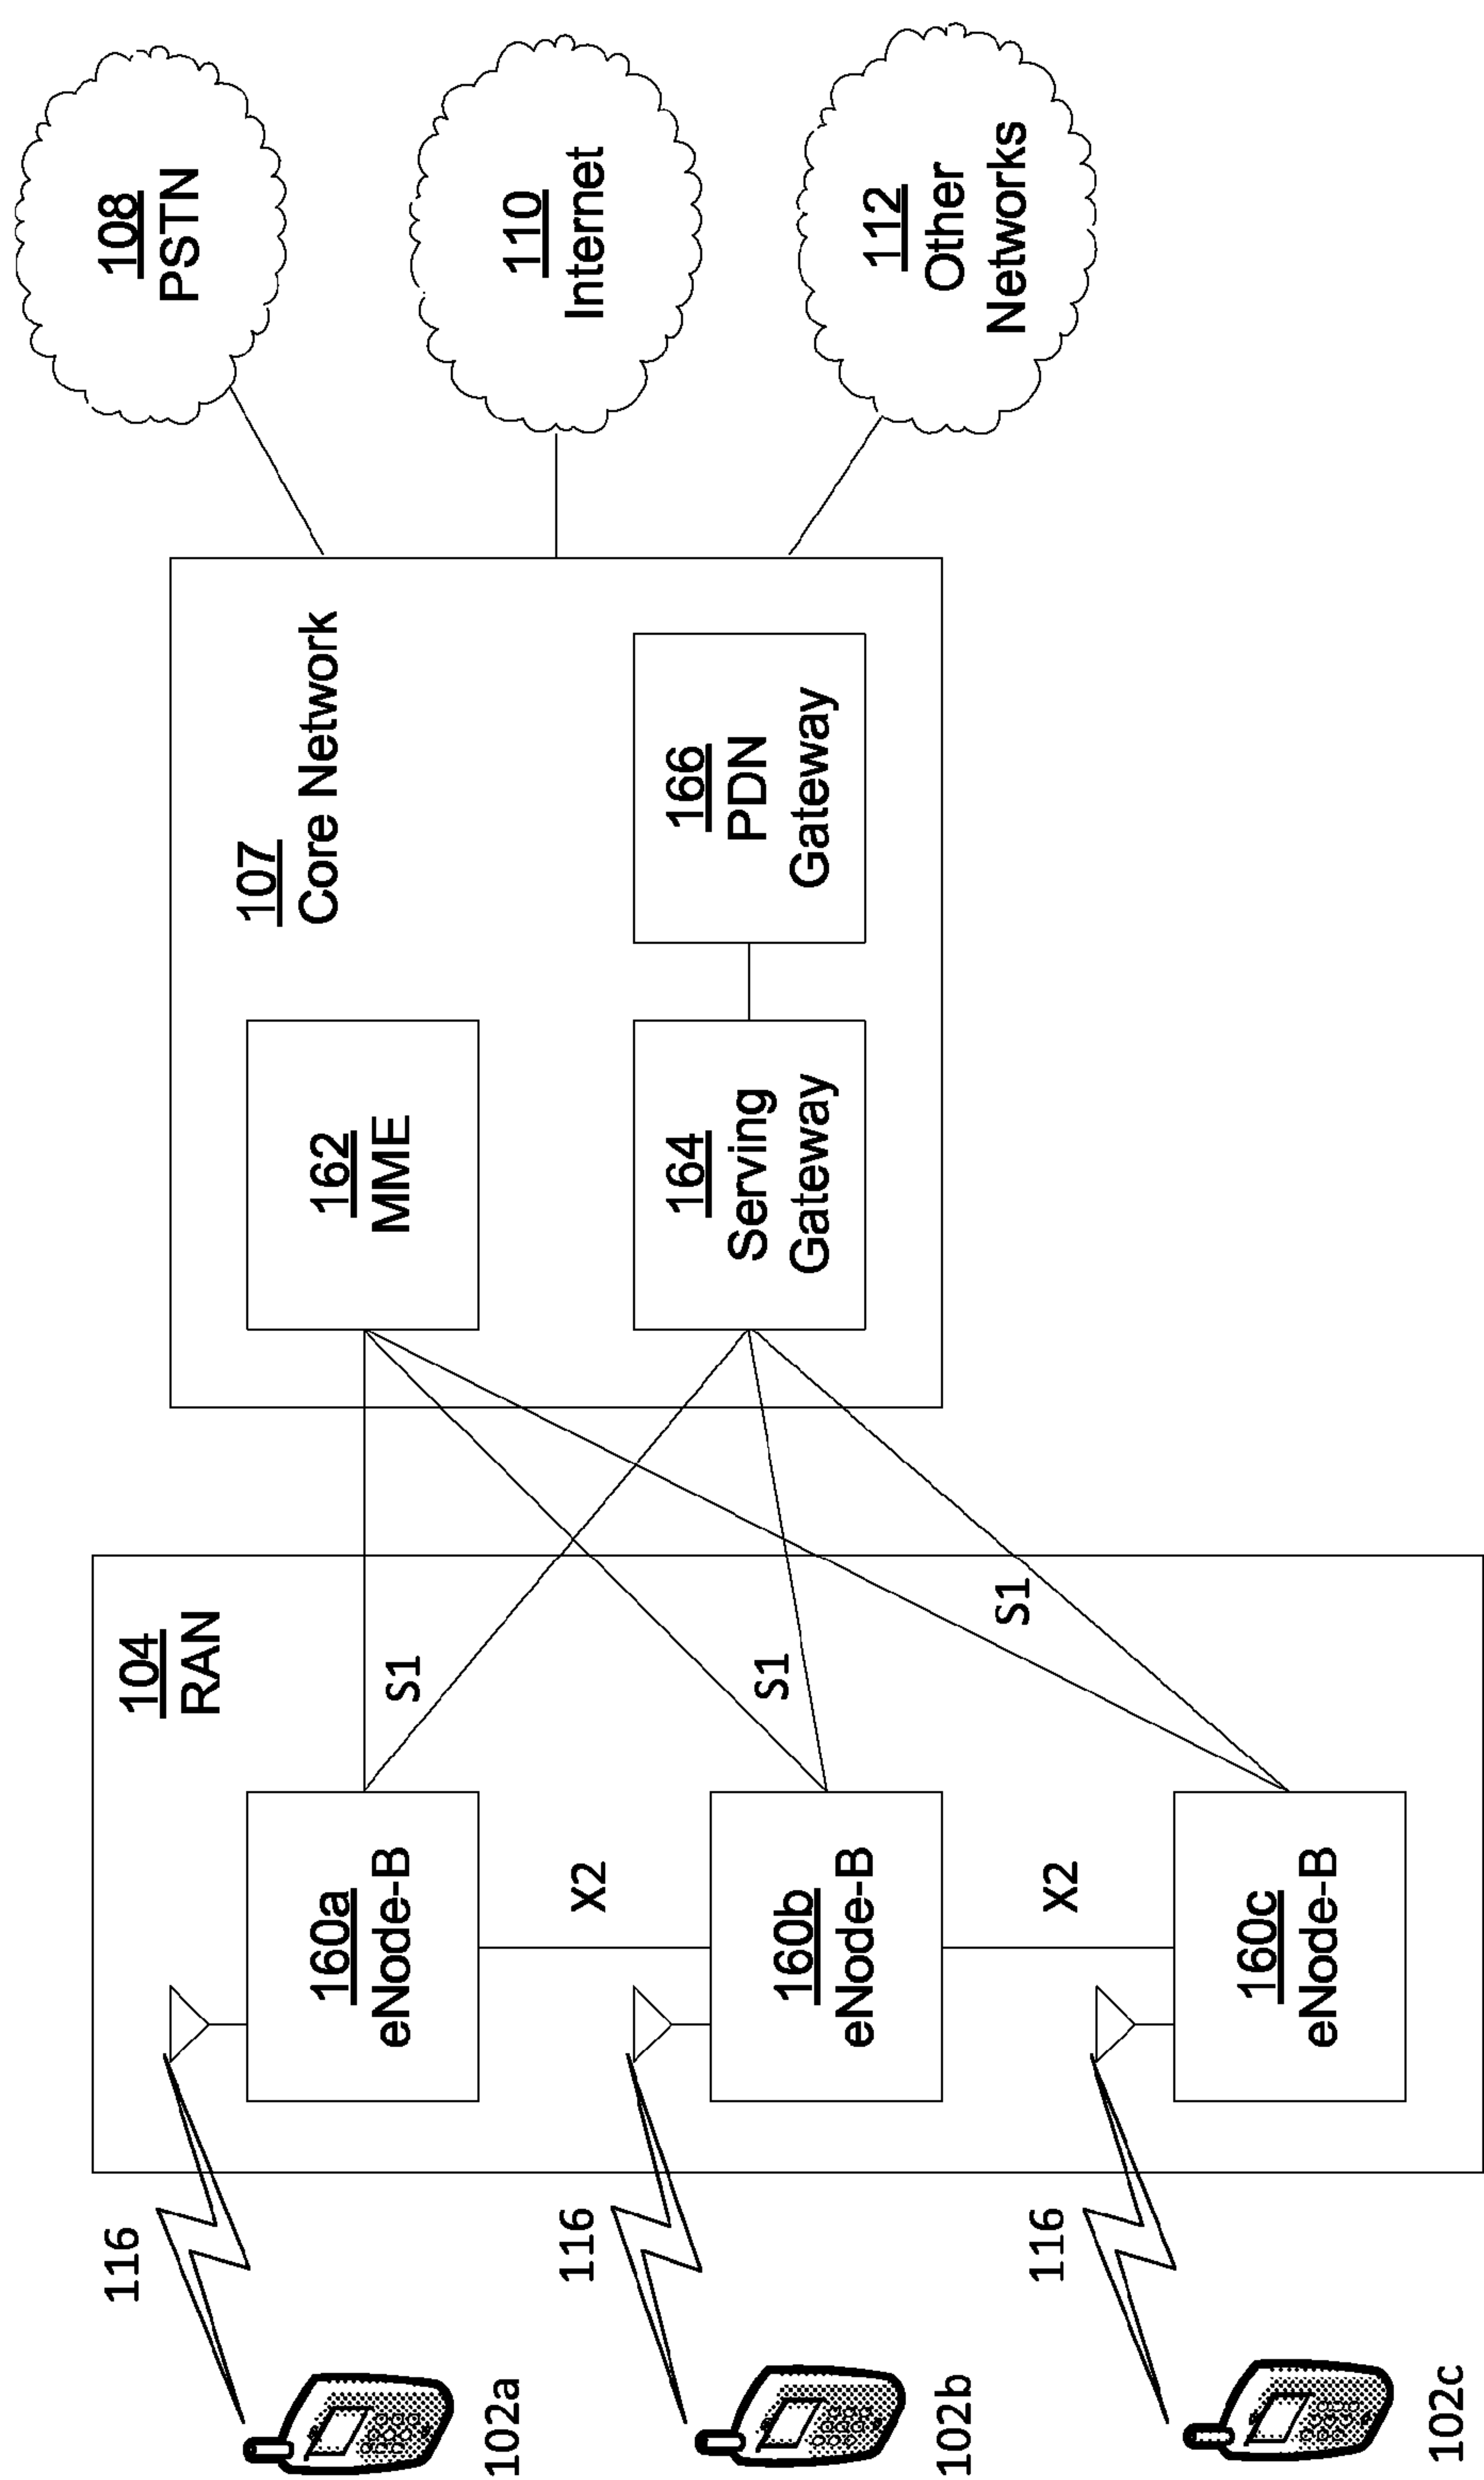 102a
116
160a
eNode-B
104
RAN
S1
162
MME
107
Core Network
108
PSTN
X2
102b
116
160b
eNode-B
S1
164
Serving
Gateway
166
PDN
Gateway
110
Internet
X2
102c
116
160c
eNode-B
S1
112
Other
Networks